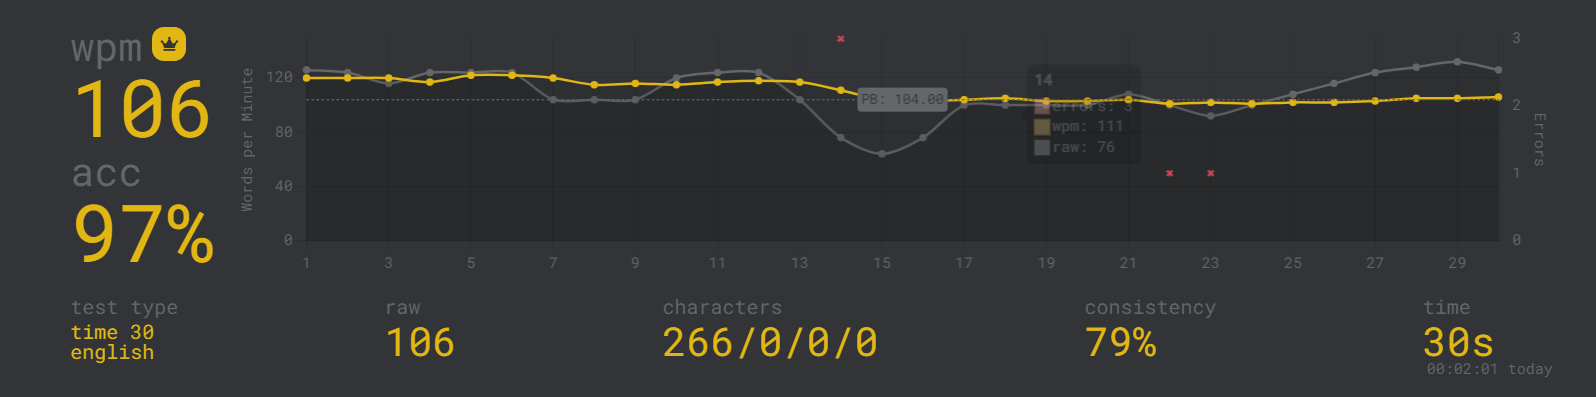 wpm
106
acc
97%
Words per Minute
120
80
40
0
PB: 104.00
14
errors: 3
wpm: 111
raw: 76
3
2
1
0
Errors
1 3 5 7 9 11 13 15 17 19 21 23 25 27 29
test type
time 30
english
raw
106
characters
266/0/0/0
consistency
79%
time
30s
00:02:01 today